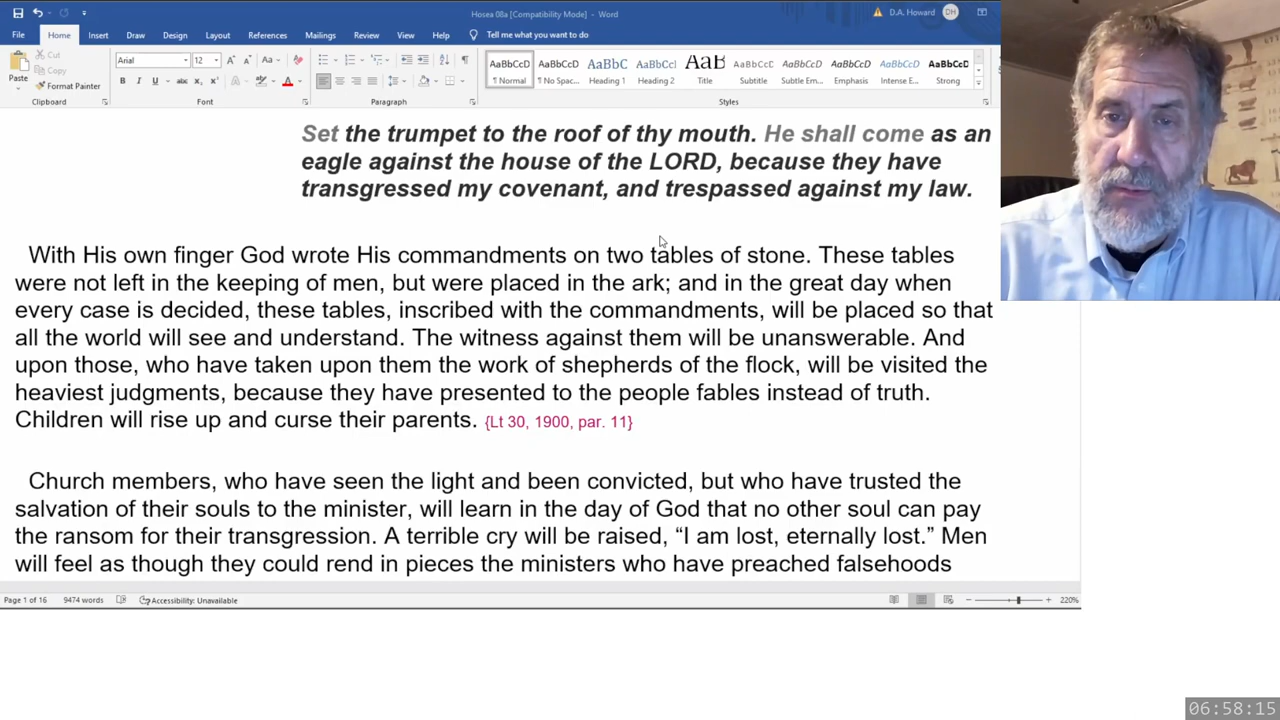 Hosea 08a [Compatibility Mode] - Word
D.A. Howard
DH
File Home Insert Draw Design Layout References Mailings Review View Help Tell me what you want to do
Paste
Cut
Copy
Format Painter
Clipboard
Arial 12
Font
Paragraph
AaBbCcD AaBbCcD AaBbC AaBbCcI AaB AaBbCcD AaBbCcD AaBbCcD AaBbCcD AaBbCcD
Normal No Spac... Heading 1 Heading 2 Title Subtitle Subtle Em... Emphasis Intense E... Strong
Styles
Set the trumpet to the roof of thy mouth. He shall come as an
eagle against the house of the LORD, because they have
transgressed my covenant, and trespassed against my law.
With His own finger God wrote His commandments on two tables of stone. These tables
were not left in the keeping of men, but were placed in the ark; and in the great day when
every case is decided, these tables, inscribed with the commandments, will be placed so that
all the world will see and understand. The witness against them will be unanswerable. And
upon those, who have taken upon them the work of shepherds of the flock, will be visited the
heaviest judgments, because they have presented to the people fables instead of truth.
Children will rise up and curse their parents. {Lt 30, 1900, par. 11}
Church members, who have seen the light and been convicted, but who have trusted the
salvation of their souls to the minister, will learn in the day of God that no other soul can pay
the ransom for their transgression. A terrible cry will be raised, “I am lost, eternally lost.” Men
will feel as though they could rend in pieces the ministers who have preached falsehoods
Page 1 of 16 9474 words Accessibility: Unavailable 220%
06:58:15